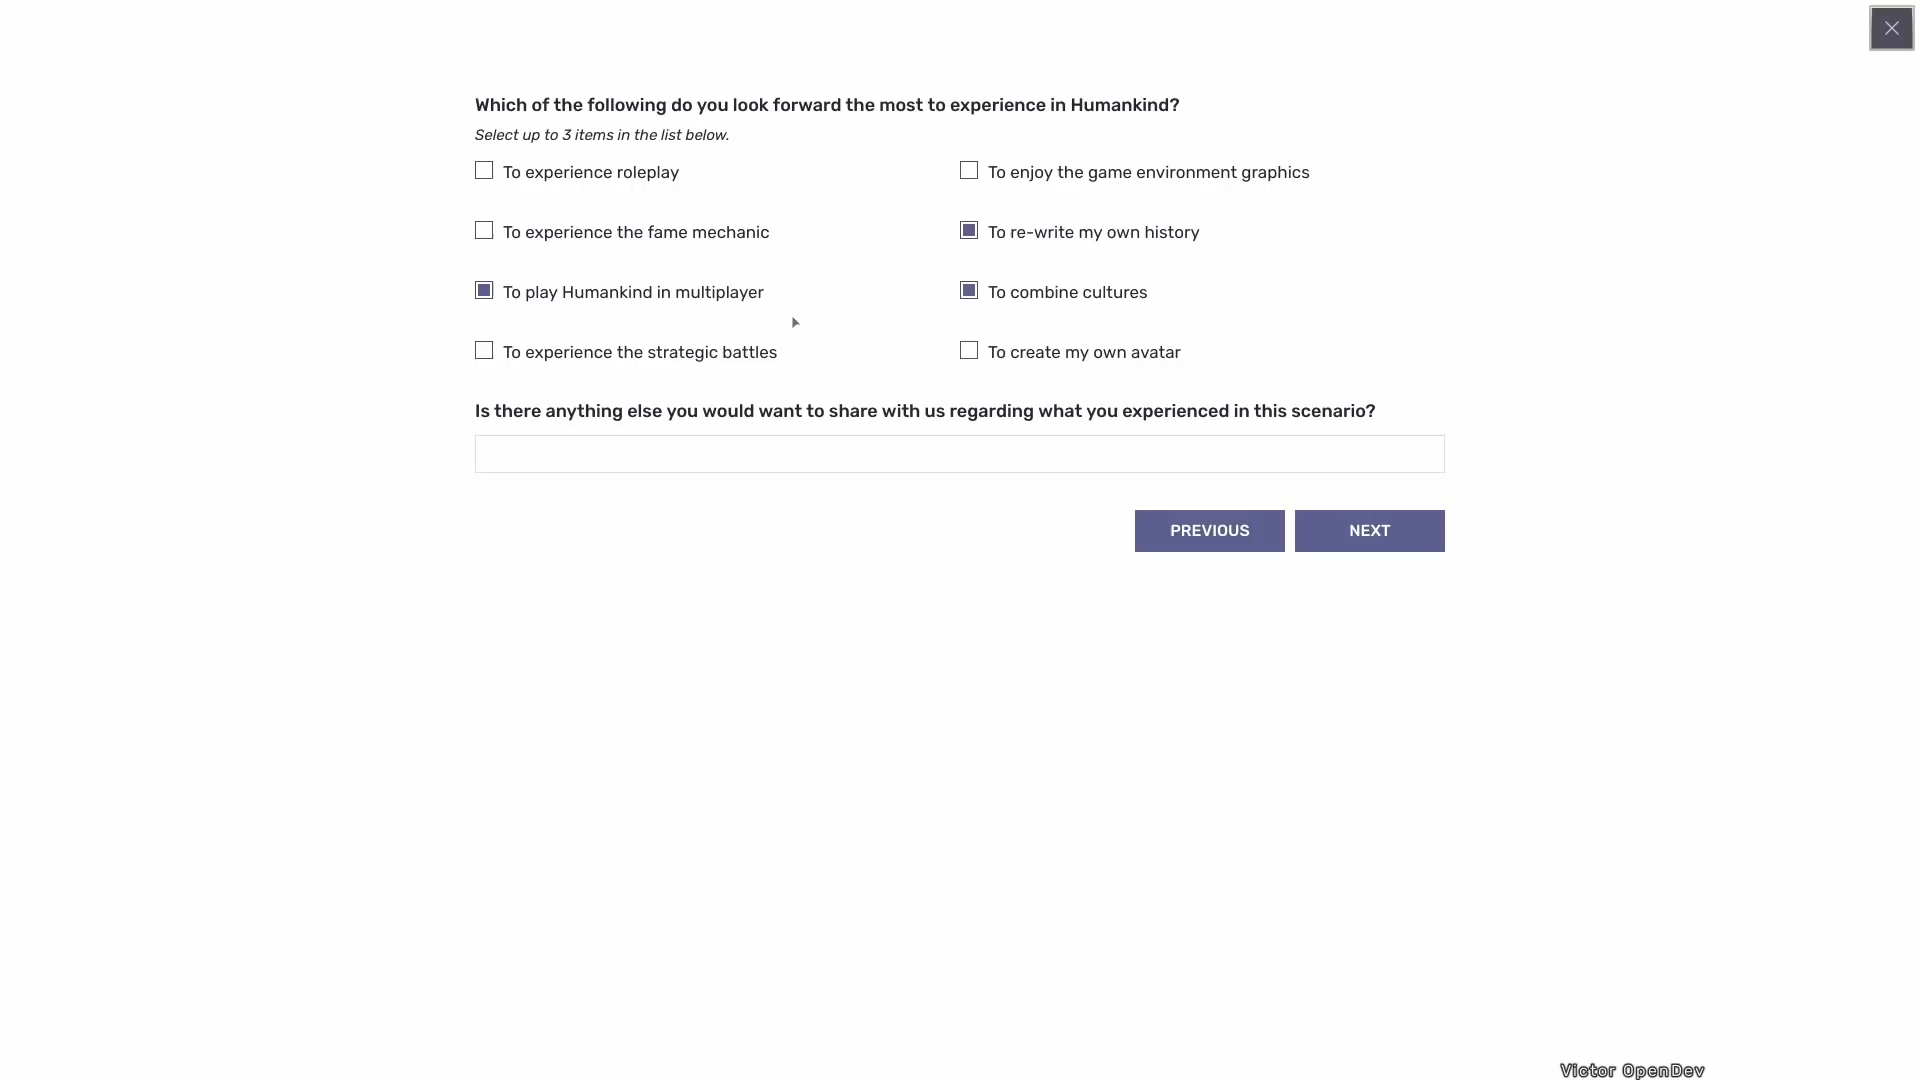 Which of the following do you look forward the most to experience in Humankind?
Select up to 3 items in the list below.
To experience roleplay
To enjoy the game environment graphics
To experience the fame mechanic
To re-write my own history
To play Humankind in multiplayer
To combine cultures
To experience the strategic battles
To create my own avatar
Is there anything else you would want to share with us regarding what you experienced in this scenario?
PREVIOUS
NEXT
Victor OpenDev